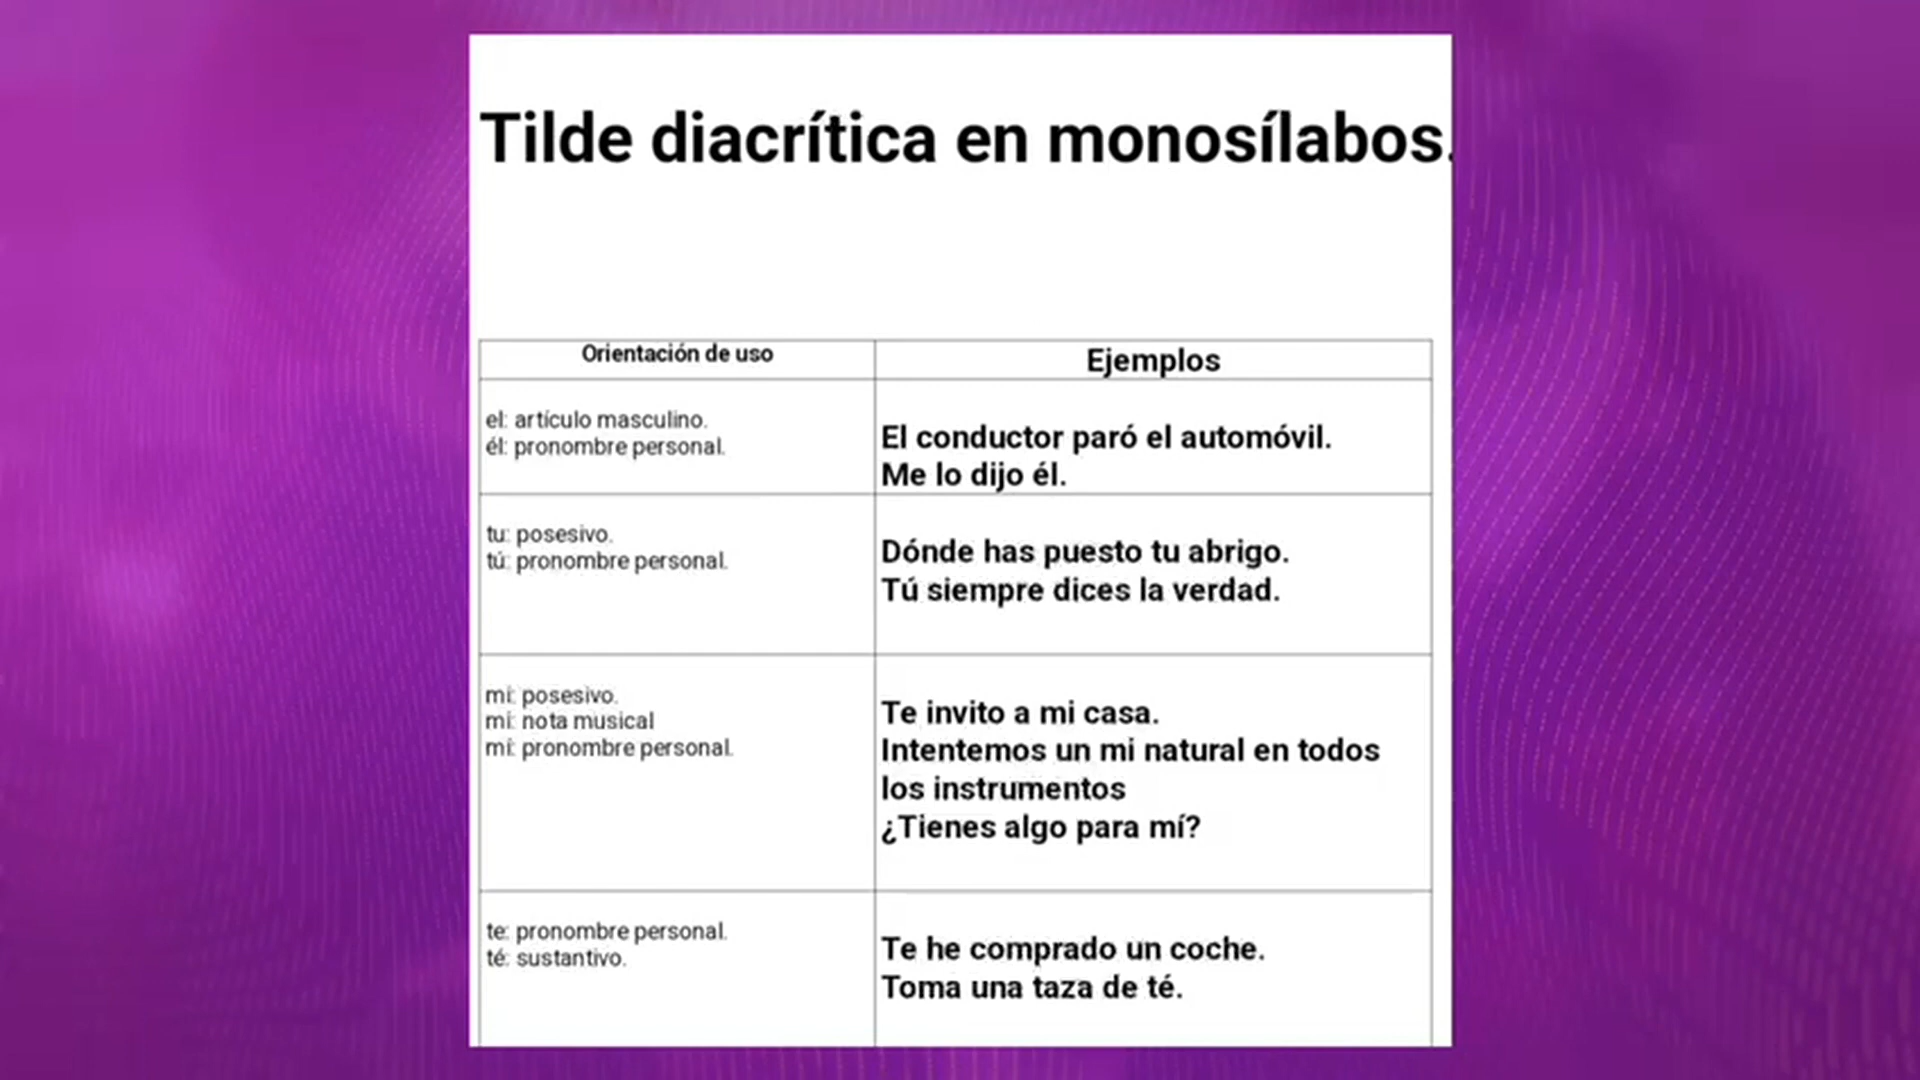 Tilde diacrítica en monosílabos.
Orientación de uso
Ejemplos
el: artículo masculino.
él: pronombre personal.
El conductor paró el automóvil.
Me lo dijo él.
tu: posesivo.
tú: pronombre personal.
Dónde has puesto tu abrigo.
Tú siempre dices la verdad.
mi: posesivo.
mi: nota musical
mí: pronombre personal.
Te invito a mi casa.
Intentemos un mi natural en todos
los instrumentos
¿Tienes algo para mí?
te: pronombre personal.
té: sustantivo.
Te he comprado un coche.
Toma una taza de té.